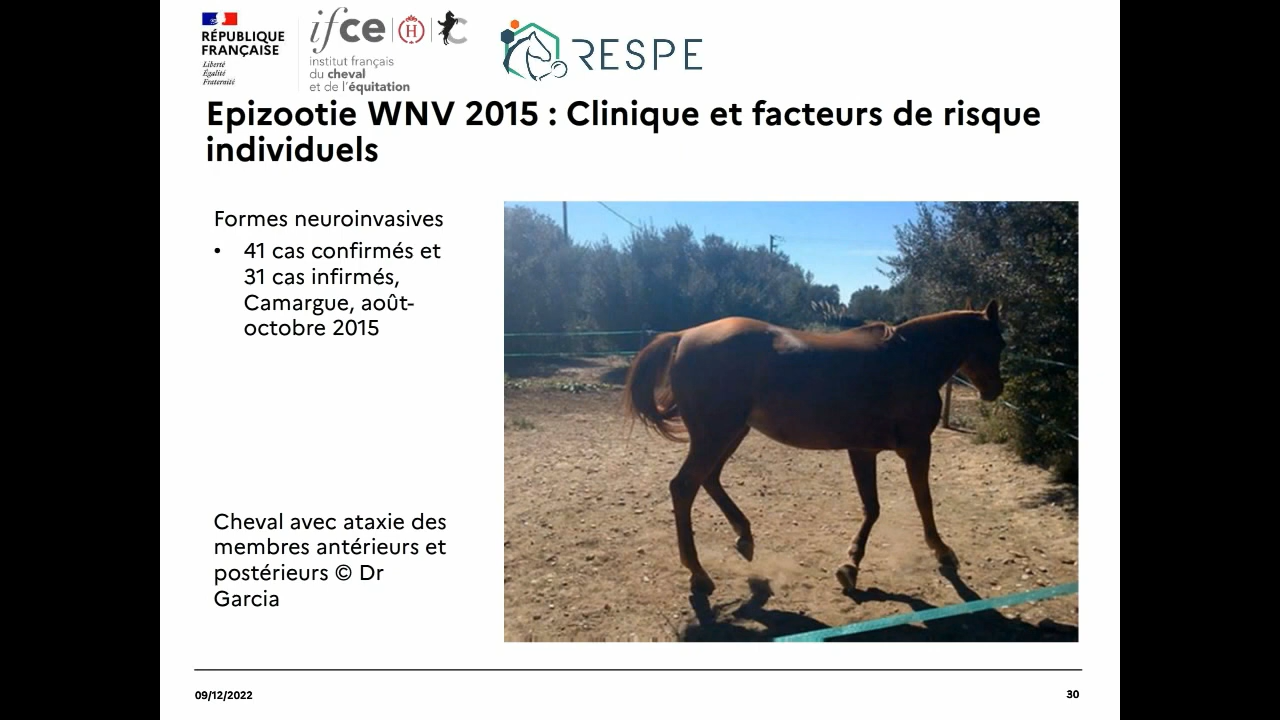 RÉPUBLIQUE
FRANÇAISE
Liberté
Égalité
Fraternité
ifce
institut français
du cheval
et de l'équitation
H
RESPE
Epizootie WNV 2015 : Clinique et facteurs de risque
individuels
Formes neuroinvasives
• 41 cas confirmés et
31 cas infirmés,
Camargue, août-
octobre 2015
Cheval avec ataxie des
membres antérieurs et
postérieurs © Dr
Garcia
09/12/2022
30